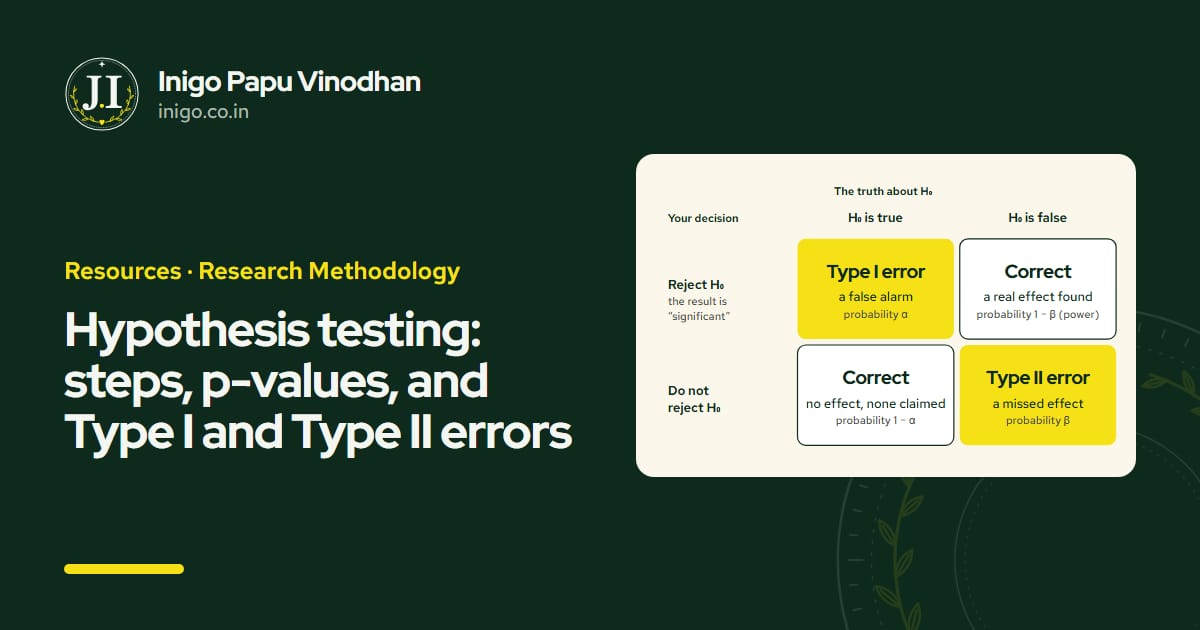 J.I
Inigo Papu Vinodhan
inigo.co.in
Resources · Research Methodology
Hypothesis testing:
steps, p-values, and
Type I and Type II errors
The truth about H₀
Your decision
H₀ is true
H₀ is false
Reject H₀
the result is
"significant"
Type I error
a false alarm
probability α
Correct
a real effect found
probability 1 − β (power)
Do not
reject H₀
Correct
no effect, none claimed
probability 1 − α
Type II error
a missed effect
probability β